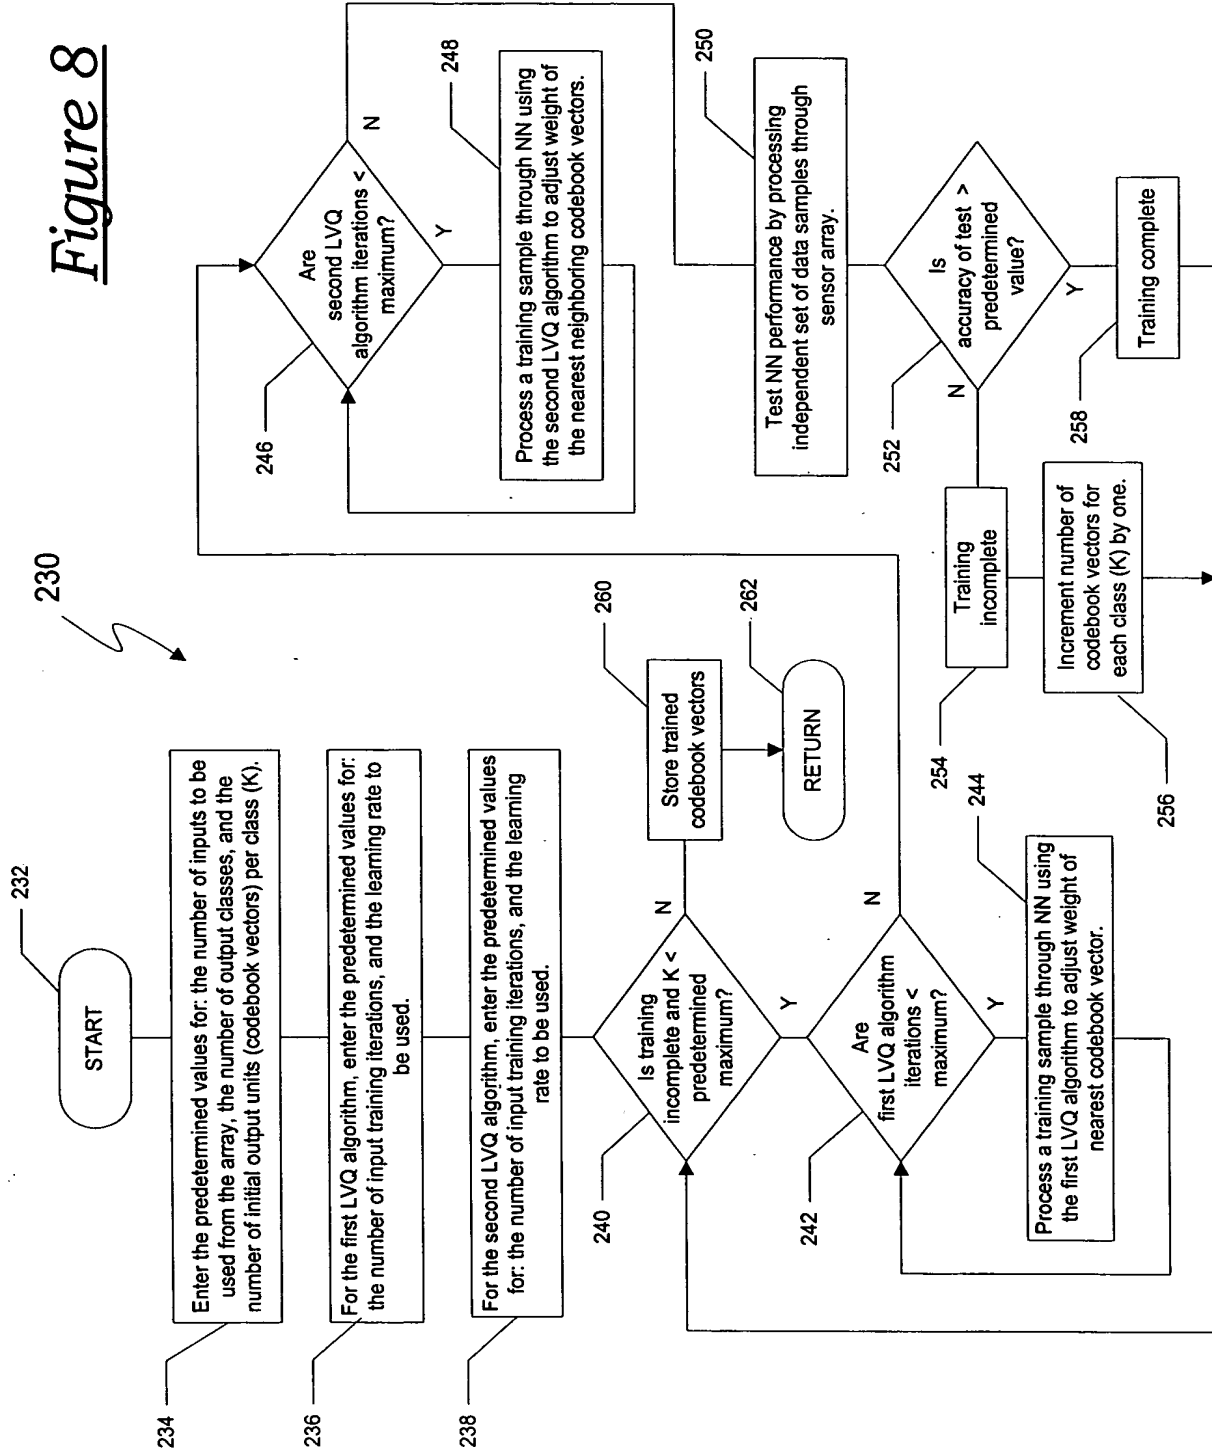 Figure 8
230
232
START
234
Enter the predetermined values for: the number of inputs to be
used from the array, the number of output classes, and the
number of initial output units (codebook vectors) per class (K).
236
For the first LVQ algorithm, enter the predetermined values for:
the number of input training iterations, and the learning rate to
be used.
238
For the second LVQ algorithm, enter the predetermined values
for: the number of input training iterations, and the learning
rate to be used.
240
Is training
incomplete and K <
predetermined
maximum?
N
Y
260
Store trained
codebook vectors
262
RETURN
242
Are
first LVQ algorithm
iterations <
maximum?
N
Y
244
Process a training sample through NN using
the first LVQ algorithm to adjust weight of
nearest codebook vector.
246
Are
second LVQ
algorithm iterations <
maximum?
N
Y
248
Process a training sample through NN using
the second LVQ algorithm to adjust weight of
the nearest neighboring codebook vectors.
250
Test NN performance by processing
independent set of data samples through
sensor array.
252
Is
accuracy of test >
predetermined
value?
N
Y
254
Training
incomplete
256
Increment number of
codebook vectors for
each class (K) by one.
258
Training complete